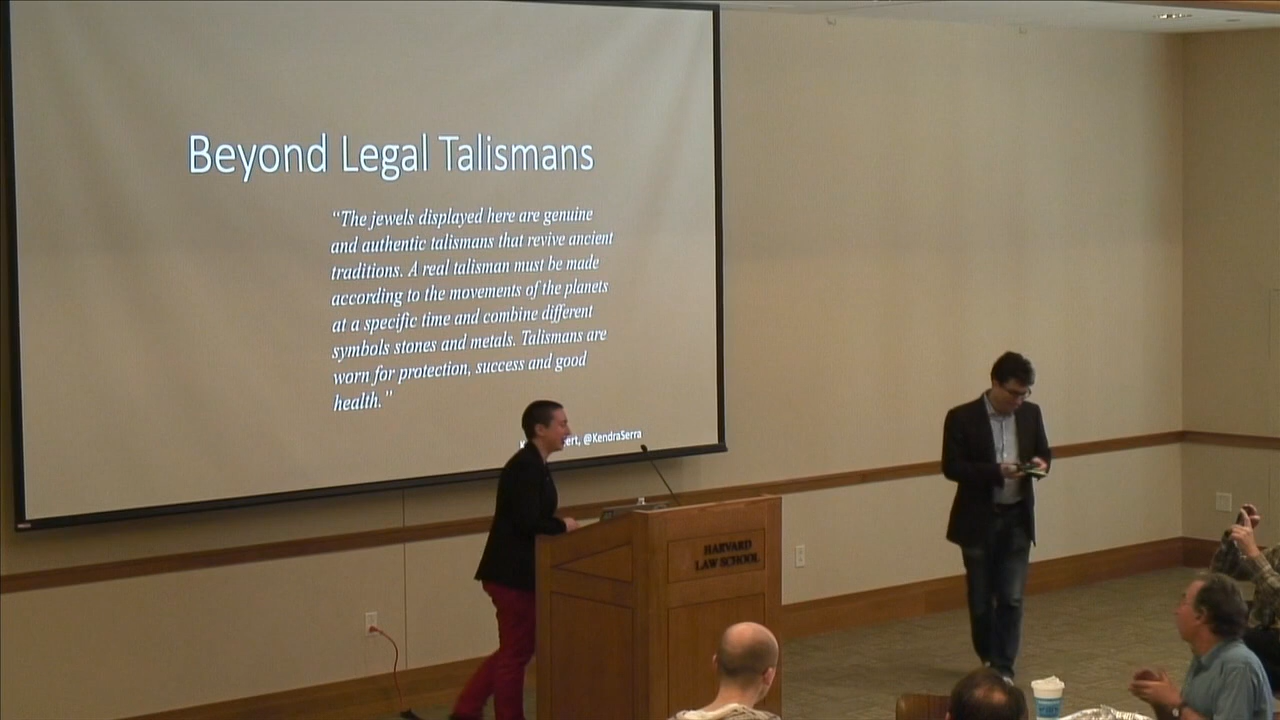 Beyond Legal Talismans
“The jewels displayed here are genuine
and authentic talismans that revive ancient
traditions. A real talisman must be made
according to the movements of the planets
at a specific time and combine different
symbols stones and metals. Talismans are
worn for protection, success and good
health.”
@KendraSerra
HARVARD
LAW SCHOOL